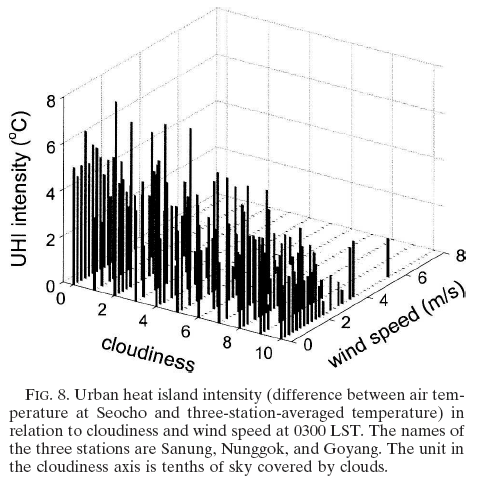 8
6
4
2
0
UHI intensity (°C)
0
2
4
6
8
10
cloudiness
0
2
4
6
8
wind speed (m/s)
FIG. 8. Urban heat island intensity (difference between air tem-
perature at Seocho and three-station-averaged temperature) in
relation to cloudiness and wind speed at 0300 LST. The names of
the three stations are Sanung, Nunggok, and Goyang. The unit in
the cloudiness axis is tenths of sky covered by clouds.